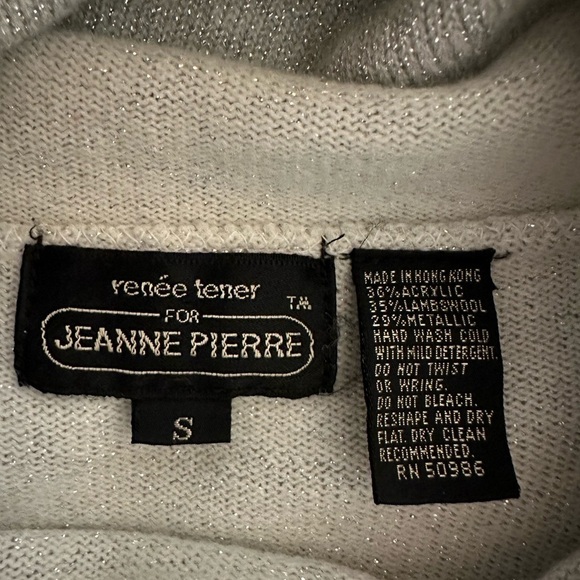 renée tener
FOR
TM
JEANNE PIERRE
S
MADE IN HONG KONG
36% ACRYLIC
35% LAMBSWOOL
29% METALLIC
HAND WASH COLD
WITH MILD DETERGENT.
DO NOT TWIST
OR WRING.
DO NOT BLEACH.
RESHAPE AND DRY
FLAT. DRY CLEAN
RECOMMENDED.
RN 50986